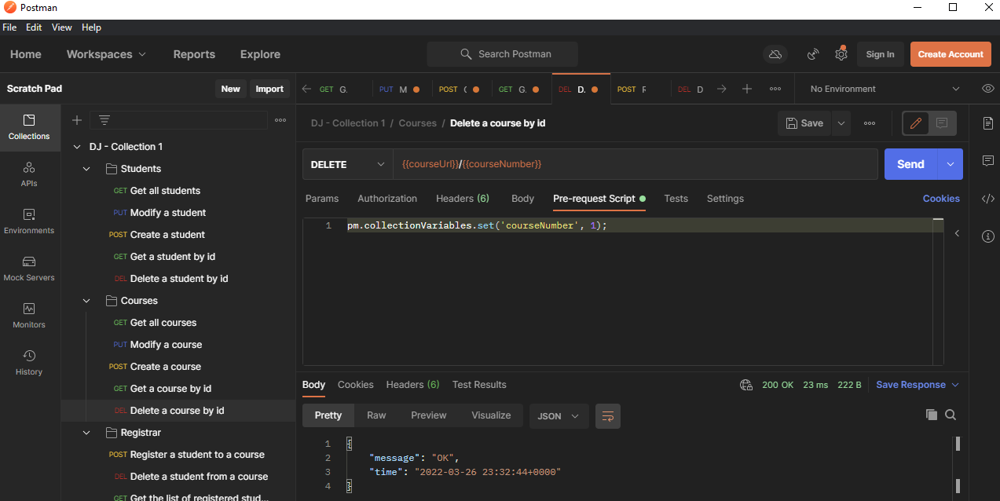 Postman
File Edit View Help
Home Workspaces Reports Explore Search Postman Sign In Create Account
Scratch Pad New Import
GET G. PUT M POST GET G. DEL D. POST DEL D No Environment
Collections
APIs
Environments
Mock Servers
Monitors
History
DJ - Collection 1
Students
GET Get all students
PUT Modify a student
POST Create a student
GET Get a student by id
DEL Delete a student by id
Courses
GET Get all courses
PUT Modify a course
POST Create a course
GET Get a course by id
DEL Delete a course by id
Registrar
POST Register a student to a course
DEL Delete a student from a course
GET Get the list of registered stud...
DJ - Collection 1 / Courses / Delete a course by id Save
DELETE {{courseUrl}}/{{courseNumber}} Send
Params Authorization Headers (6) Body Pre-request Script Tests Settings Cookies
1 pm.collectionVariables.set('courseNumber', 1);
Body Cookies Headers (6) Test Results 200 OK 23 ms 222 B Save Response
Pretty Raw Preview Visualize JSON
1 {
2 "message": "OK",
3 "time": "2022-03-26 23:32:44+0000"
4 }